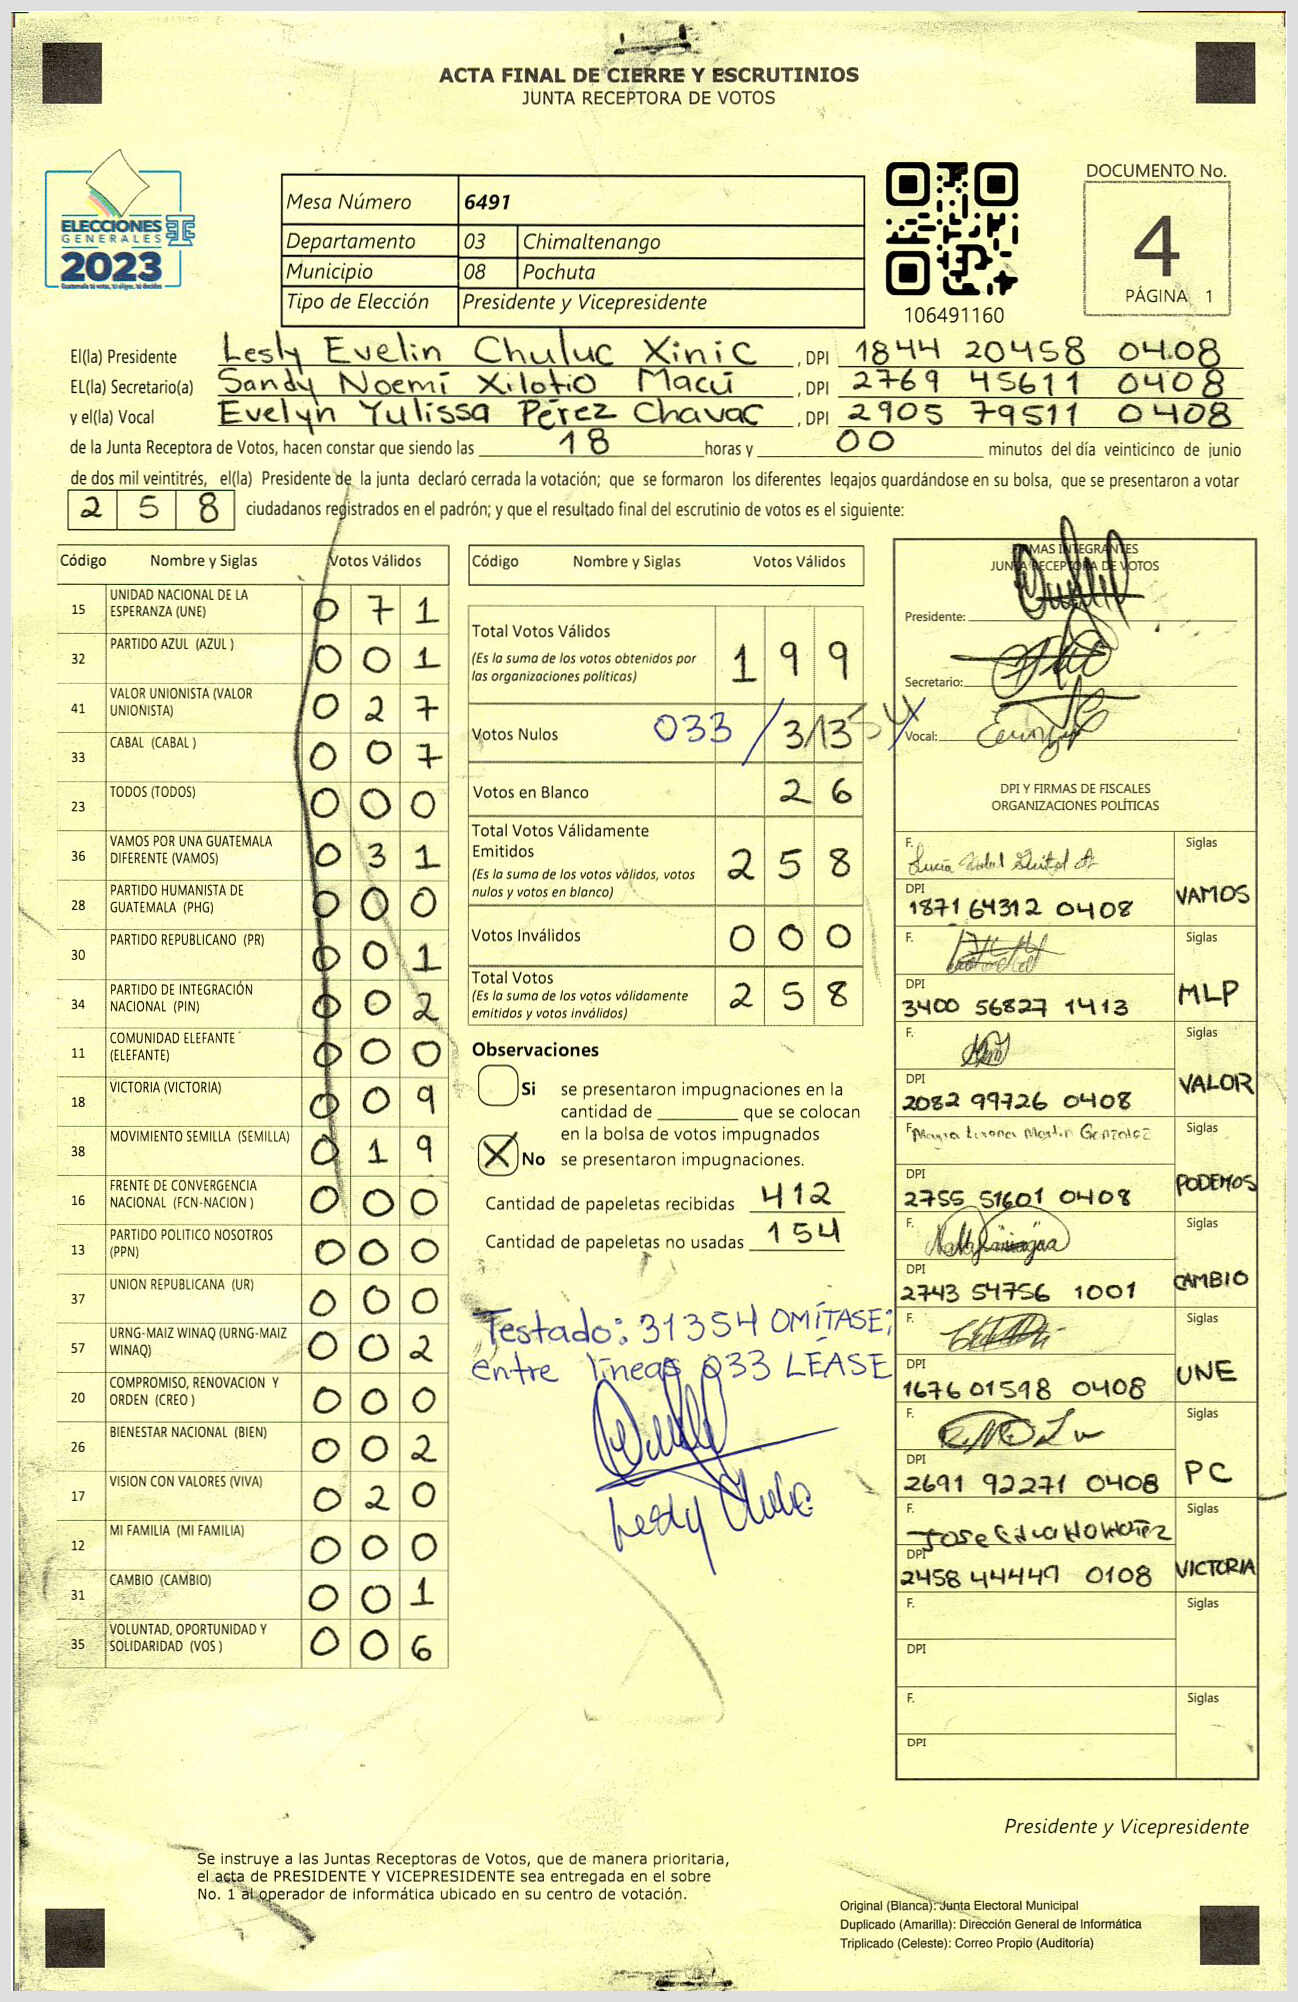 ACTA FINAL DE CIERRE Y ESCRUTINIOS
JUNTA RECEPTORA DE VOTOS
ELECCIONES
GENERALES
2023
Mesa Número 6491
Departamento 03 Chimaltenango
Municipio 08 Pochuta
Tipo de Elección Presidente y Vicepresidente
106491160
DOCUMENTO No.
4
PÁGINA 1
El(la) Presidente Lesly Evelin Chuluc Xinic , DPI 1844 20458 0408
EL(la) Secretario(a) Sandy Noemí Xilotio Macú , DPI 2769 45611 0408
y el(la) Vocal Evelyn Yulissa Pérez Chavac , DPI 2905 79511 0408
de la Junta Receptora de Votos, hacen constar que siendo las 18 horas y 00 minutos del día veinticinco de junio
de dos mil veintitrés, el(la) Presidente de la junta declaró cerrada la votación; que se formaron los diferentes legajos guardándose en su bolsa, que se presentaron a votar
258 ciudadanos registrados en el padrón; y que el resultado final del escrutinio de votos es el siguiente:
Código Nombre y Siglas Votos Válidos
15 UNIDAD NACIONAL DE LA ESPERANZA (UNE) 0 7 1
32 PARTIDO AZUL (AZUL ) 0 0 1
41 VALOR UNIONISTA (VALOR UNIONISTA) 0 2 7
33 CABAL (CABAL ) 0 0 7
23 TODOS (TODOS) 0 0 0
36 VAMOS POR UNA GUATEMALA DIFERENTE (VAMOS) 0 3 1
28 PARTIDO HUMANISTA DE GUATEMALA (PHG) 0 0 0
30 PARTIDO REPUBLICANO (PR) 0 0 1
34 PARTIDO DE INTEGRACIÓN NACIONAL (PIN) 0 0 2
11 COMUNIDAD ELEFANTE (ELEFANTE) 0 0 0
18 VICTORIA (VICTORIA) 0 0 9
38 MOVIMIENTO SEMILLA (SEMILLA) 0 1 9
16 FRENTE DE CONVERGENCIA NACIONAL (FCN-NACION ) 0 0 0
13 PARTIDO POLITICO NOSOTROS (PPN) 0 0 0
37 UNION REPUBLICANA (UR) 0 0 0
57 URNG-MAIZ WINAQ (URNG-MAIZ WINAQ) 0 0 2
20 COMPROMISO, RENOVACION Y ORDEN (CREO ) 0 0 0
26 BIENESTAR NACIONAL (BIEN) 0 0 2
17 VISION CON VALORES (VIVA) 0 2 0
12 MI FAMILIA (MI FAMILIA) 0 0 0
31 CAMBIO (CAMBIO) 0 0 1
35 VOLUNTAD, OPORTUNIDAD Y SOLIDARIDAD (VOS ) 0 0 6
Código Nombre y Siglas Votos Válidos
Total Votos Válidos 1 9 9
(Es la suma de los votos obtenidos por
las organizaciones políticas)
Votos Nulos 033 / 3/13 54/
Votos en Blanco 2 6
Total Votos Válidamente
Emitidos 2 5 8
(Es la suma de los votos válidos, votos
nulos y votos en blanco)
Votos Inválidos 0 0 0
Total Votos 2 5 8
(Es la suma de los votos válidamente
emitidos y votos inválidos)
Observaciones
Si se presentaron impugnaciones en la
cantidad de ________ que se colocan
en la bolsa de votos impugnados
X No se presentaron impugnaciones.
Cantidad de papeletas recibidas 412
Cantidad de papeletas no usadas 154
Testado: 31354 OMÍTASE;
entre líneas 033 LÉASE
FIRMAS INTEGRANTES
JUNTA RECEPTORA DE VOTOS
Presidente:
Secretario:
Vocal:
DPI Y FIRMAS DE FISCALES
ORGANIZACIONES POLÍTICAS
F. Siglas
DPI 1871 64312 0408 VAMOS
F. Siglas
DPI 3400 56827 1413 MLP
F. Siglas
DPI 2082 99726 0408 VALOR
F. Siglas
DPI 2755 51601 0408 PODEMOS
F. Siglas
DPI 2743 54756 1001 CAMBIO
F. Siglas
DPI 1676 01598 0408 UNE
F. Siglas
DPI 2691 92271 0408 PC
F. Siglas
DPI 2458 44449 0108 VICTORIA
F. Siglas
DPI
F. Siglas
DPI
Presidente y Vicepresidente
Se instruye a las Juntas Receptoras de Votos, que de manera prioritaria,
el acta de PRESIDENTE Y VICEPRESIDENTE sea entregada en el sobre
No. 1 al operador de informática ubicado en su centro de votación.
Original (Blanca): Junta Electoral Municipal
Duplicado (Amarilla): Dirección General de Informática
Triplicado (Celeste): Correo Propio (Auditoría)